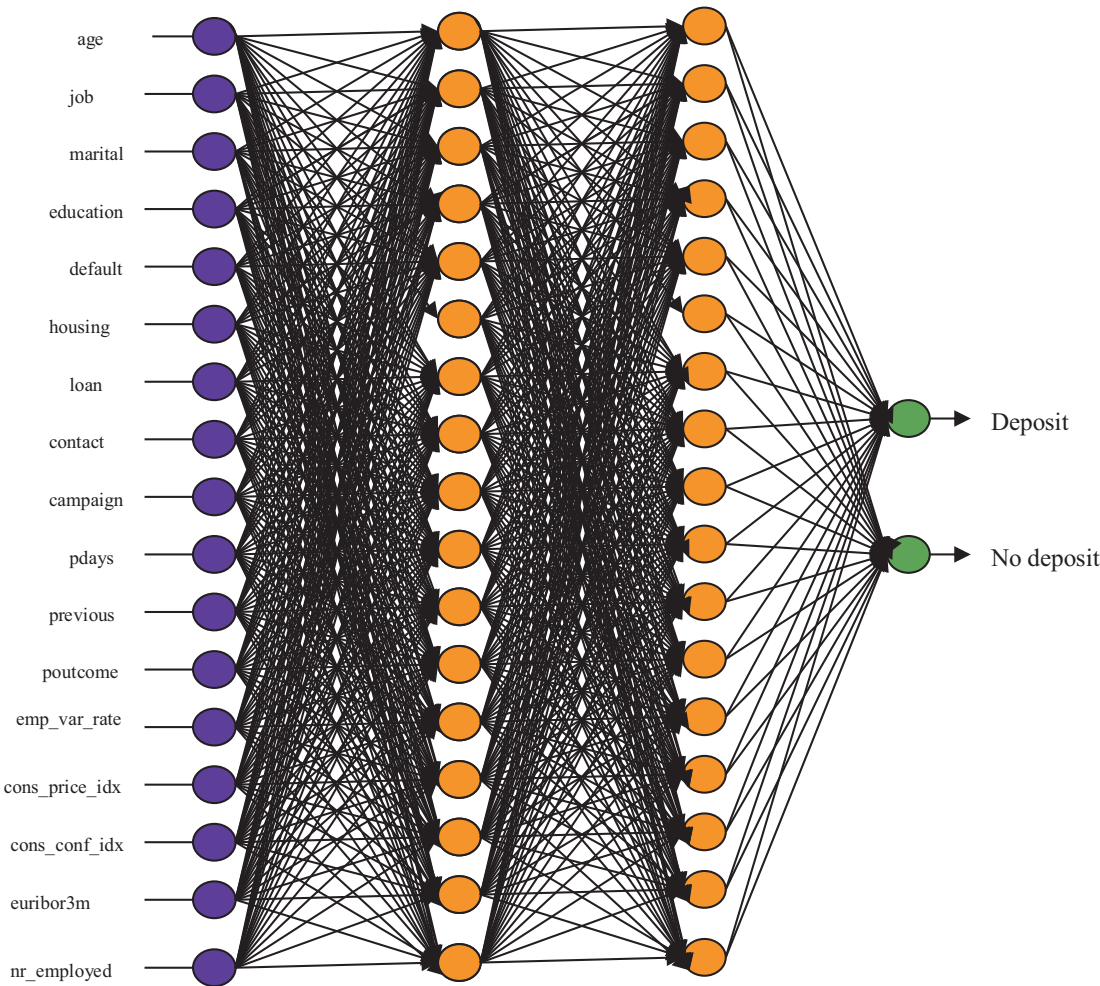 age
job
marital
education
default
housing
loan
contact
campaign
pdays
previous
poutcome
emp_var_rate
cons_price_idx
cons_conf_idx
euribor3m
nr_employed
Deposit
No deposit